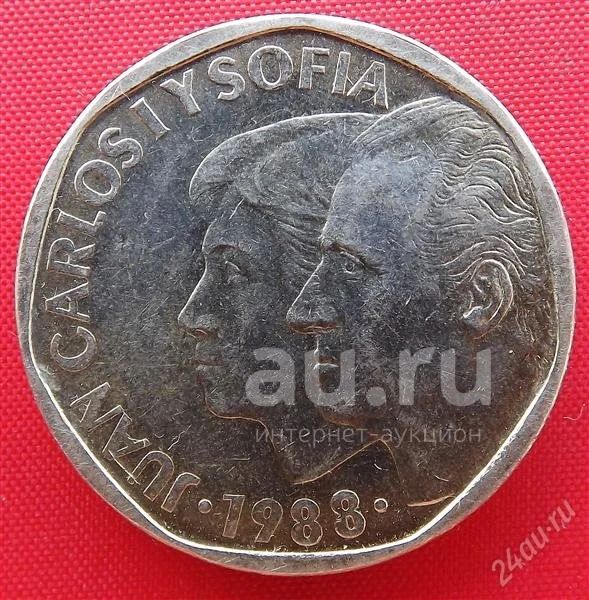 JUAN CARLOS I Y SOFIA
·1988·
au.ru
интернет-аукцион
24au.ru